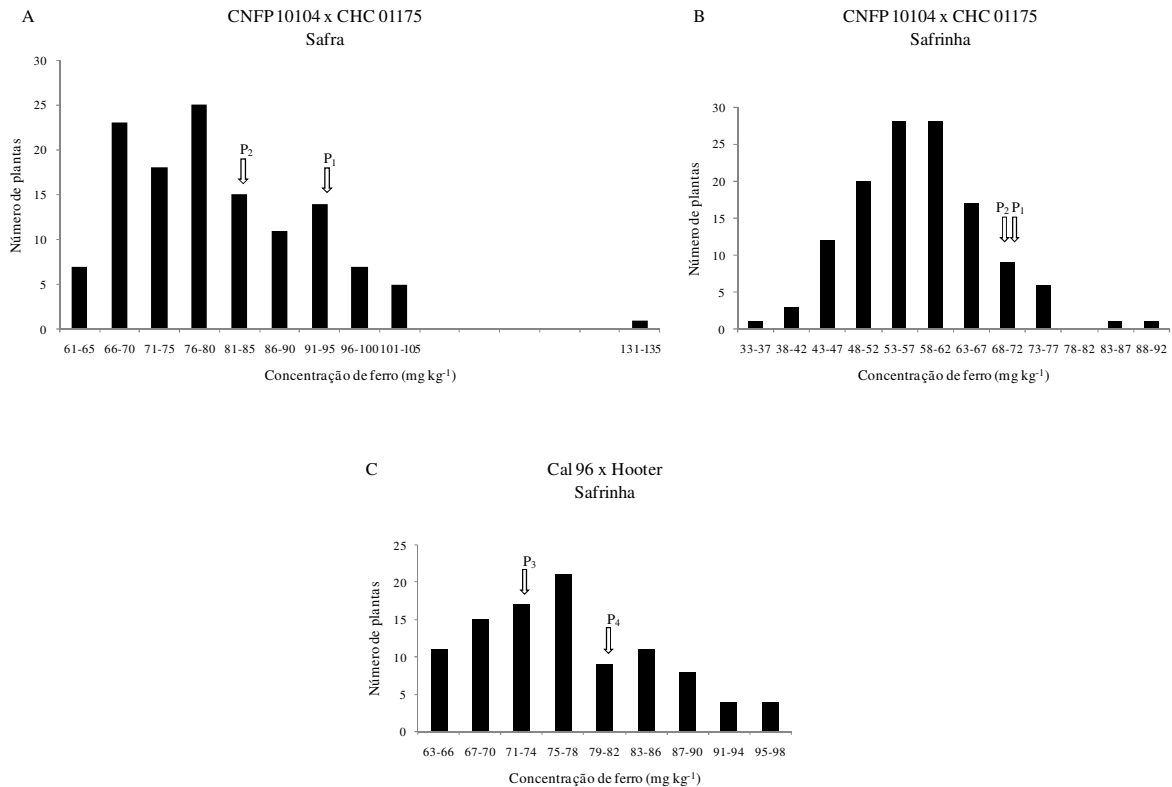 A
CNFP 10104 x CHC 01175
Safra
30
25
20
15
10
5
0
Número de plantas
P2
P1
61-65 66-70 71-75 76-80 81-85 86-90 91-95 96-100 101-105 131-135
Concentração de ferro (mg kg-1)
B
CNFP 10104 x CHC 01175
Safrinha
30
25
20
15
10
5
0
Número de plantas
P2 P1
33-37 38-42 43-47 48-52 53-57 58-62 63-67 68-72 73-77 78-82 83-87 88-92
Concentração de ferro (mg kg-1)
C
Cal 96 x Hooter
Safrinha
25
20
15
10
5
0
Número de plantas
P3
P4
63-66 67-70 71-74 75-78 79-82 83-86 87-90 91-94 95-98
Concentração de ferro (mg kg-1)